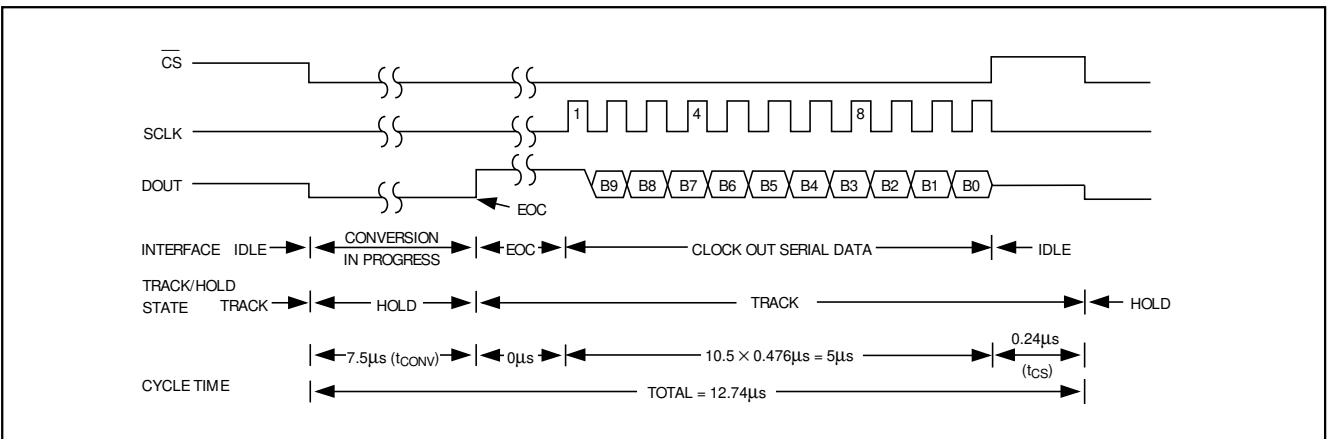 CS
SCLK 1 4 8
DOUT B9 B8 B7 B6 B5 B4 B3 B2 B1 B0
EOC
INTERFACE IDLE CONVERSION IN PROGRESS EOC CLOCK OUT SERIAL DATA IDLE
TRACK/HOLD
STATE TRACK HOLD TRACK HOLD
7.5µs (tCONV) 0µs 10.5 × 0.476µs = 5µs 0.24µs (tCS)
CYCLE TIME TOTAL = 12.74µs